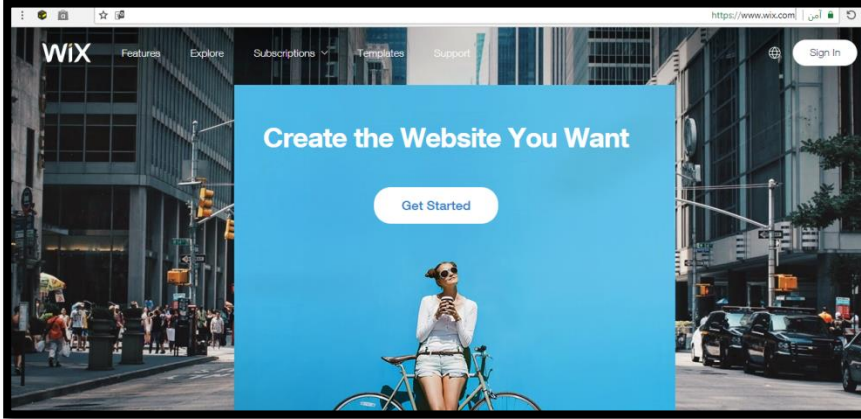 https://www.wix.com آمن
WiX Features Explore Subscriptions Templates Support Sign In
Create the Website You Want
Get Started